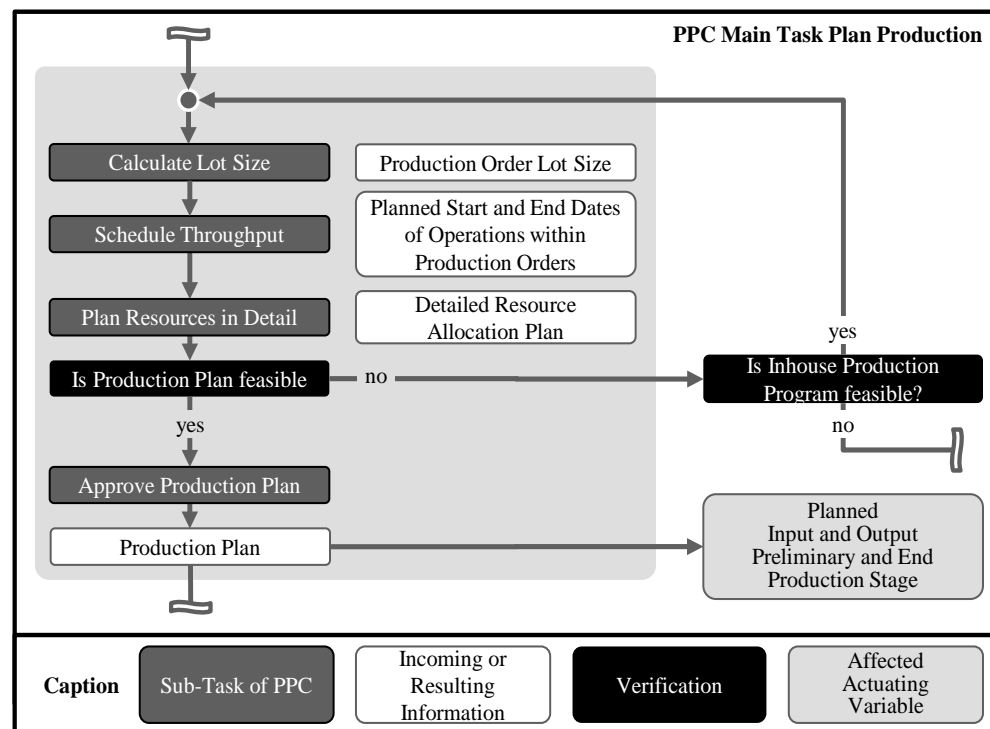 PPC Main Task Plan Production
Calculate Lot Size
Production Order Lot Size
Schedule Throughput
Planned Start and End Dates
of Operations within
Production Orders
Plan Resources in Detail
Detailed Resource
Allocation Plan
yes
Is Production Plan feasible
no
Is Inhouse Production
Program feasible?
yes
no
Approve Production Plan
Planned
Input and Output
Preliminary and End
Production Stage
Production Plan
Caption
Sub-Task of PPC
Incoming or
Resulting
Information
Verification
Affected
Actuating
Variable